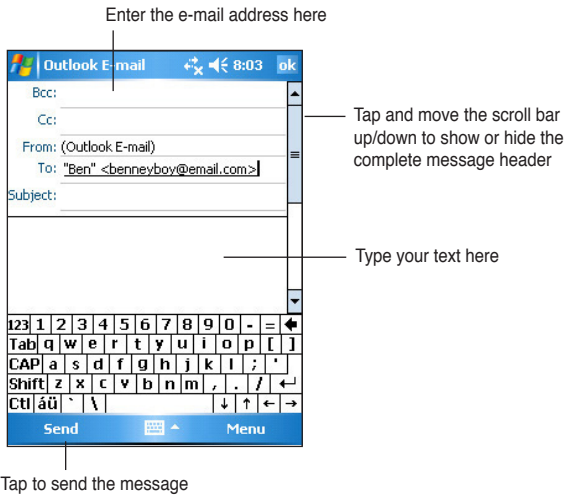 Enter the e-mail address here
Outlook E-mail 8:03 ok
Bcc:
Cc:
From: (Outlook E-mail)
To: "Ben" <benneyboy@email.com>
Subject:
Tap and move the scroll bar
up/down to show or hide the
complete message header
Type your text here
123 1 2 3 4 5 6 7 8 9 0 - = ←
Tab q w e r t y u i o p [ ]
CAP a s d f g h j k l ; '
Shift z x c v b n m , . / ↵
Ctl áü ` \ ↓ ↑ ← →
Send Menu
Tap to send the message